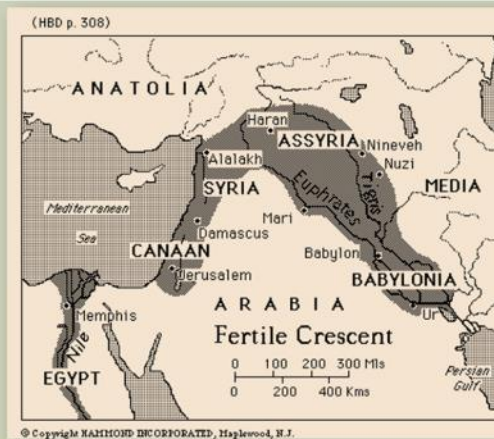 (HBD p. 308)
ANATOLIA
Haran
ASSYRIA
Nineveh
Alalakh
Nuzi
SYRIA
MEDIA
Euphrates
Tigris
Mediterranean
Sea
Mari
Damascus
CANAAN
Babylon
Jerusalem
BABYLONIA
ARABIA
Ur
Memphis
Fertile Crescent
Nile
0 100 200 300 Mls
0 200 400 Kms
Persian
Gulf
EGYPT
© Copyright HAMMOND INCORPORATED, Maplewood, N.J.